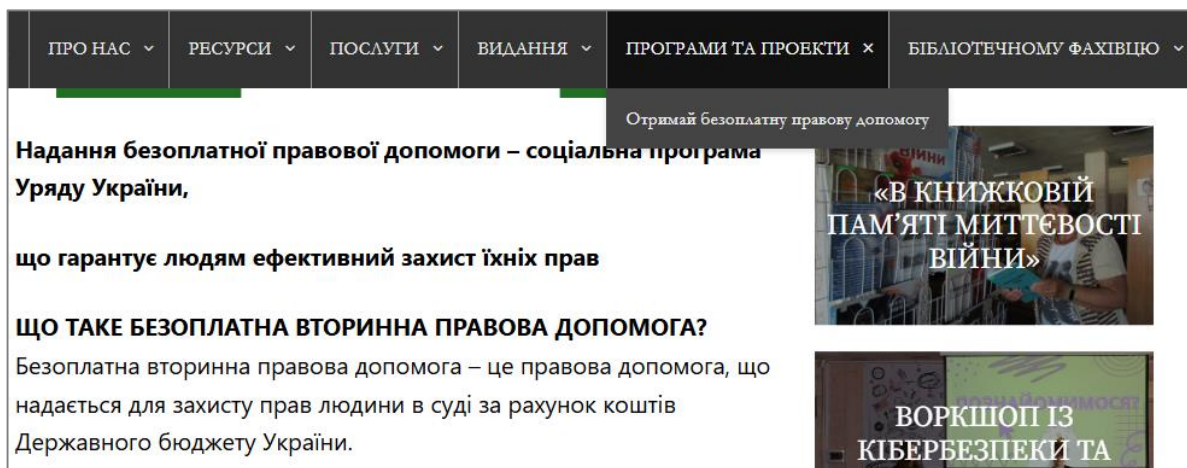 ПРО НАС
РЕСУРСИ
ПОСЛУГИ
ВИДАННЯ
ПРОГРАМИ ТА ПРОЕКТИ ×
БІБЛІОТЕЧНОМУ ФАХІВЦЮ
Отримай безоплатну правову допомогу
Надання безоплатної правової допомоги – соціальна програма
Уряду України,
що гарантує людям ефективний захист їхніх прав
ЩО ТАКЕ БЕЗОПЛАТНА ВТОРИННА ПРАВОВА ДОПОМОГА?
Безоплатна вторинна правова допомога – це правова допомога, що
надається для захисту прав людини в суді за рахунок коштів
Державного бюджету України.
ВІЙНИ
«В КНИЖКОВІЙ
ПАМ’ЯТІ МИТТЄВОСТІ
ВІЙНИ»
ПОЗНАЙОМИМОСЯ?
ВОРКШОП ІЗ
КІБЕРБЕЗПЕКИ ТА